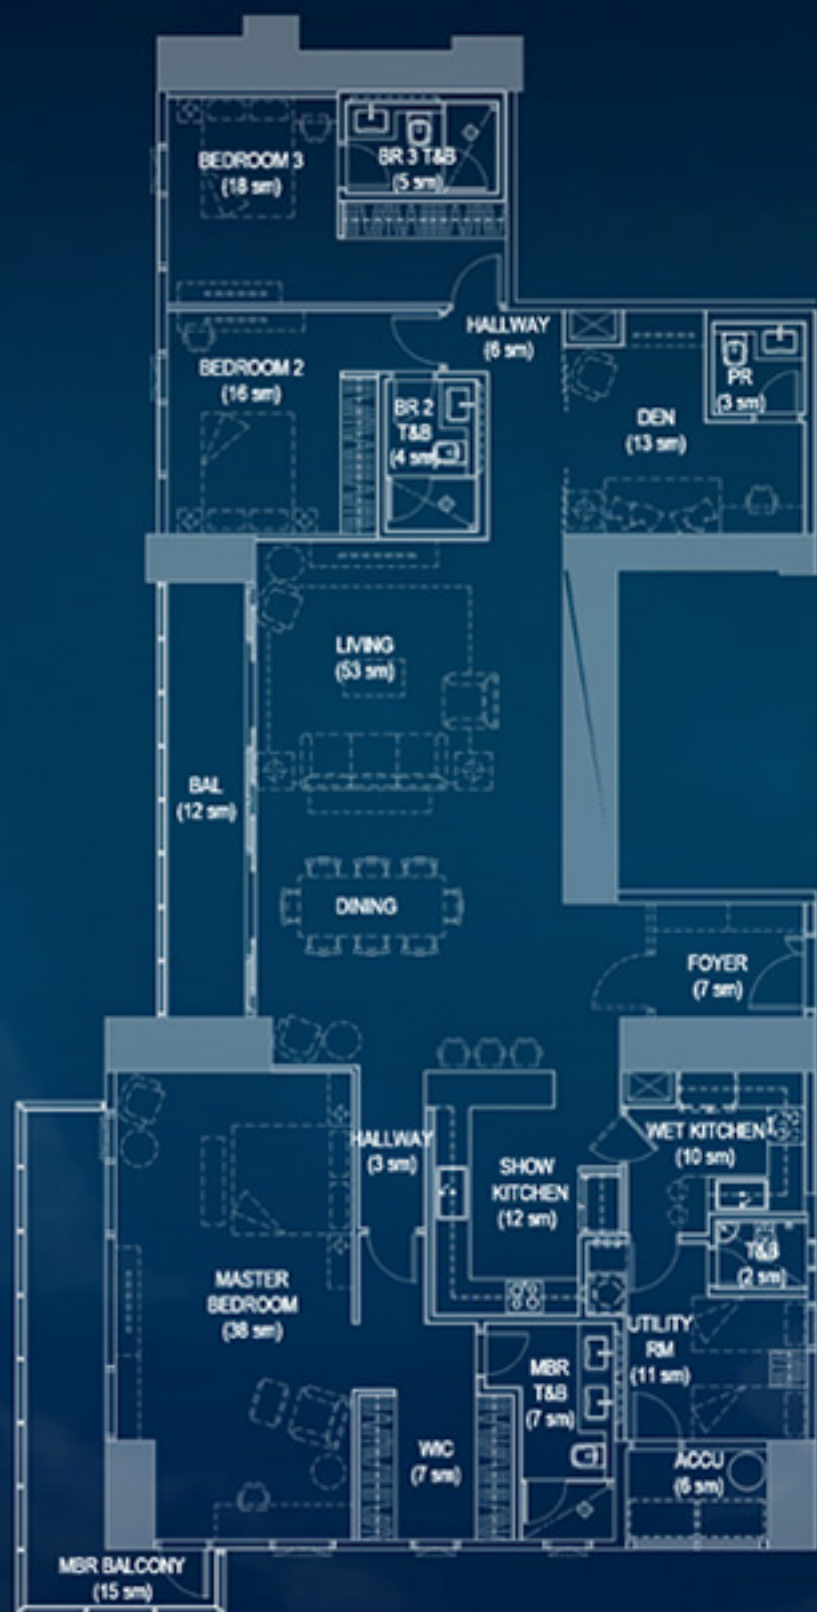 BEDROOM 3
(18 sm)
BR 3 T&B
(5 sm)
HALLWAY
(6 sm)
BEDROOM 2
(16 sm)
BR 2
T&B
(4 sm)
PR
(3 sm)
DEN
(13 sm)
LIVING
(53 sm)
BAL
(12 sm)
DINING
FOYER
(7 sm)
HALLWAY
(3 sm)
SHOW
KITCHEN
(12 sm)
WET KITCHEN
(10 sm)
T&B
(2 sm)
MASTER
BEDROOM
(38 sm)
UTILITY
RM
(11 sm)
MBR
T&B
(7 sm)
WIC
(7 sm)
ACCU
(6 sm)
MBR BALCONY
(15 sm)